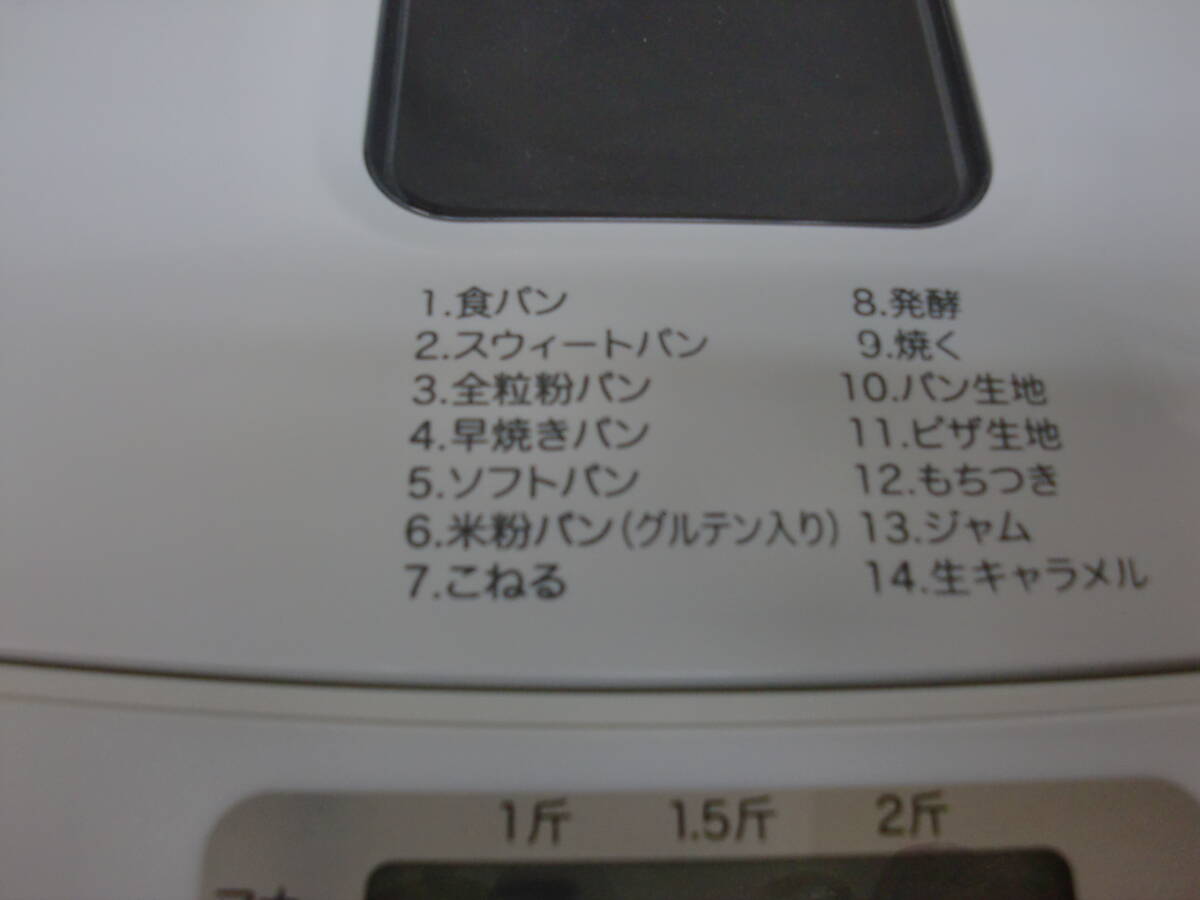 1.食パン
2.スウィートパン
3.全粒粉パン
4.早焼きパン
5.ソフトパン
6.米粉パン(グルテン入り)
7.こねる
8.発酵
9.焼く
10.パン生地
11.ピザ生地
12.もちつき
13.ジャム
14.生キャラメル
1斤 1.5斤 2斤